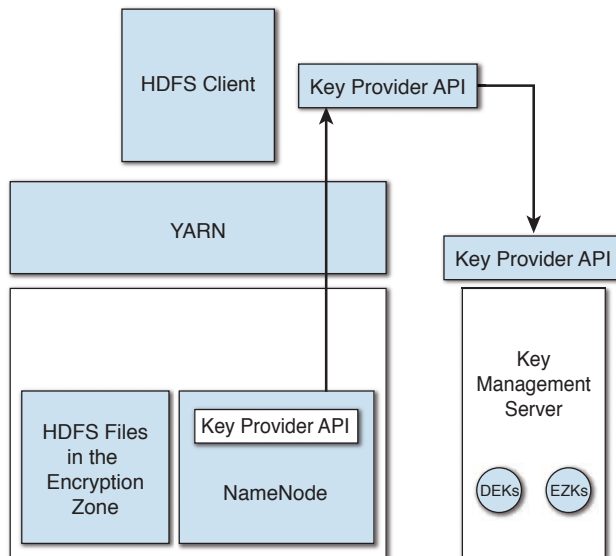 HDFS Client
Key Provider API
YARN
Key Provider API
Key
Management
Server
HDFS Files
in the
Encryption
Zone
Key Provider API
NameNode
DEKs
EZKs